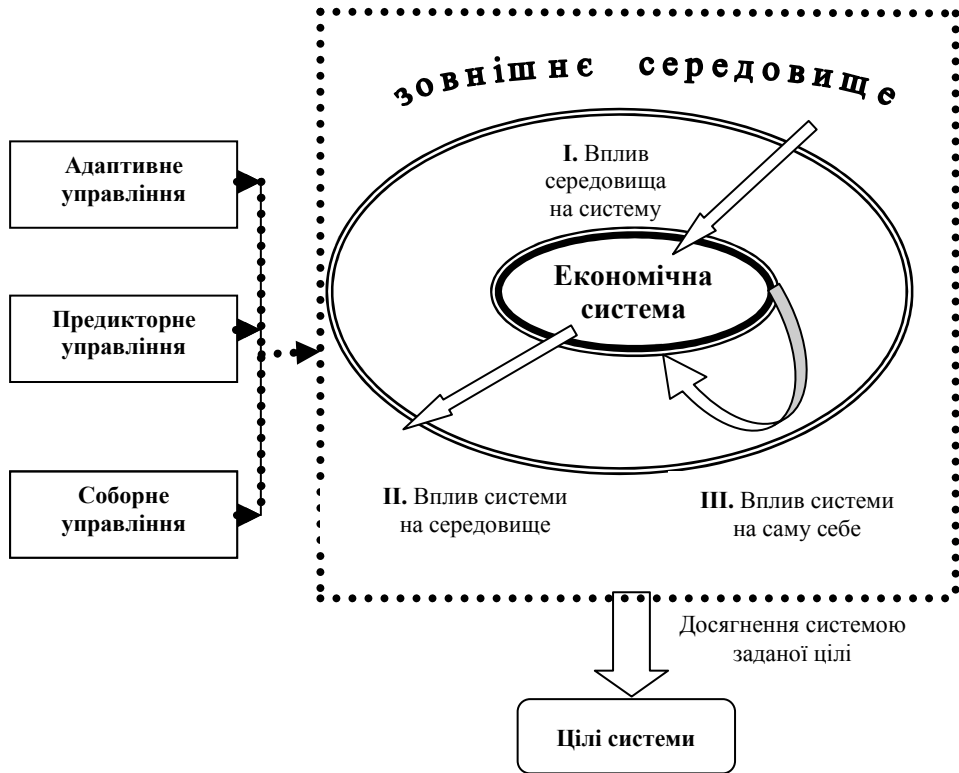 зовнішнє середовище
Адаптивне
управління
Предикторне
управління
Соборне
управління
I. Вплив
середовища
на систему
Економічна
система
II. Вплив системи
на середовище
III. Вплив системи
на саму себе
Досягнення системою
заданої цілі
Цілі системи